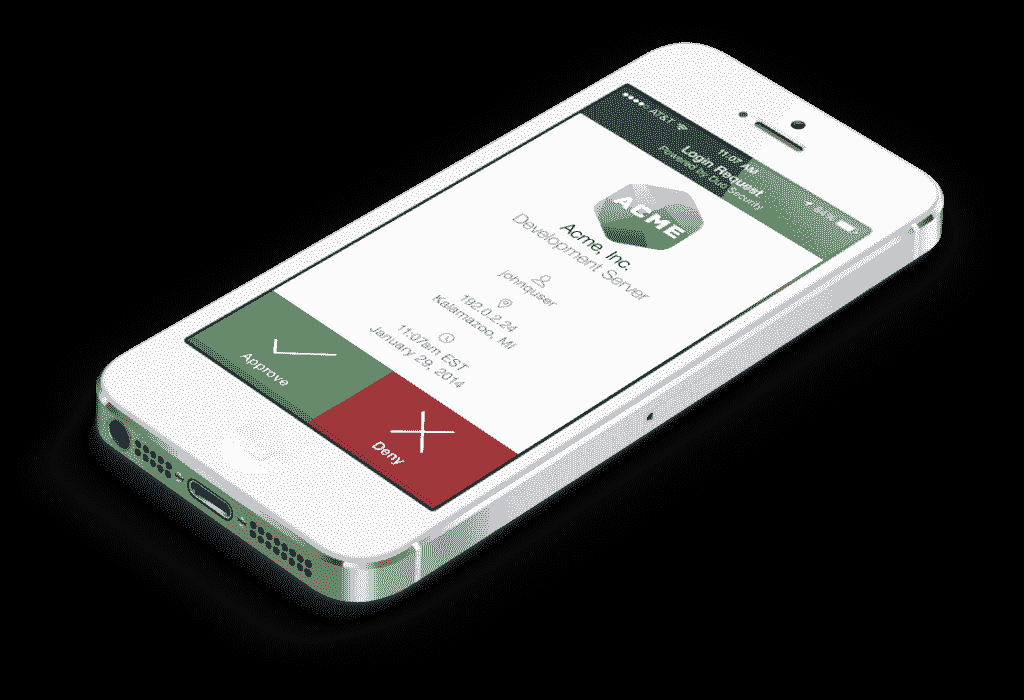 AT&T
11:07 AM
Login Request
Powered by Duo Security
ACME
Acme, Inc.
Development Server
johnquser
192.0.2.24
Kalamazoo, MI
11:07am EST
January 29, 2014
Approve
Deny